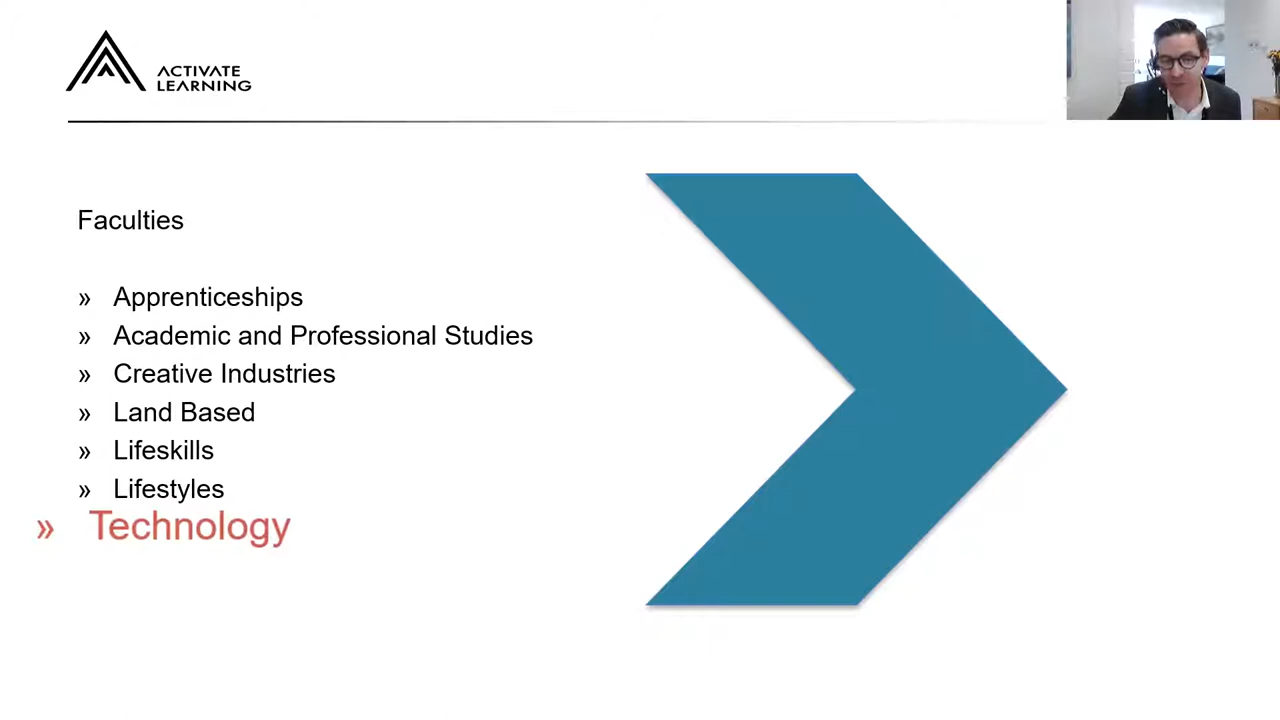 ACTIVATE
LEARNING
Faculties
» Apprenticeships
» Academic and Professional Studies
» Creative Industries
» Land Based
» Lifeskills
» Lifestyles
» Technology